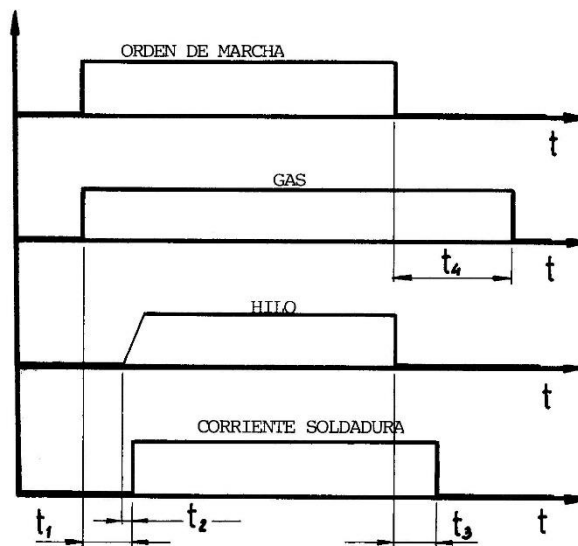 ORDEN DE MARCHA
t
GAS
t4
t
HILO
t
CORRIENTE SOLDADURA
t
t1
t2
t3